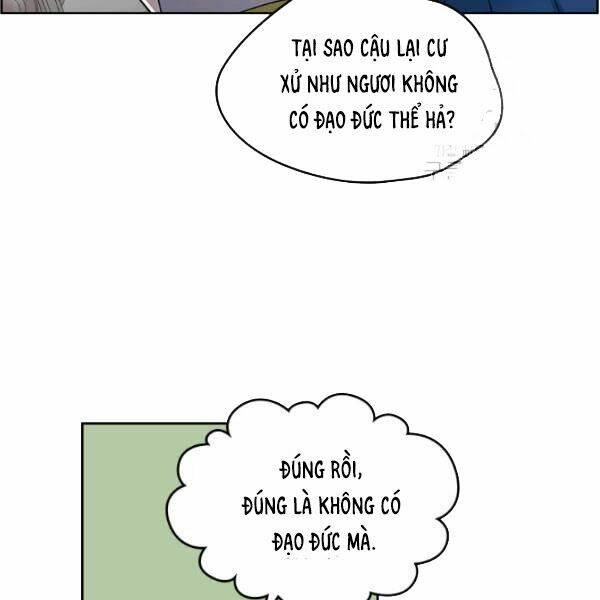 TẠI SAO CẬU LẠI CƯ
XỬ NHƯ NGƯƠI KHÔNG
CÓ ĐẠO ĐỨC THẾ HẢ?
ĐÚNG RỒI,
ĐÚNG LÀ KHÔNG CÓ
ĐẠO ĐỨC MÀ.